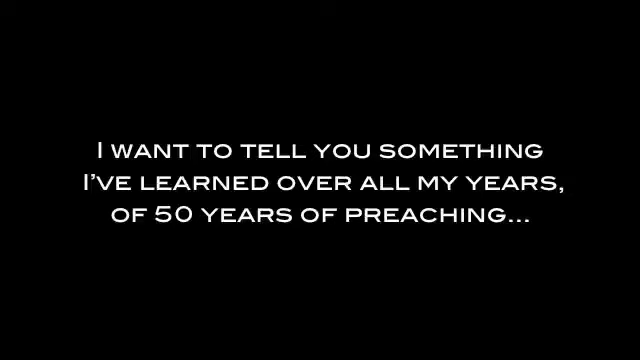 I WANT TO TELL YOU SOMETHING
I'VE LEARNED OVER ALL MY YEARS,
OF 50 YEARS OF PREACHING...